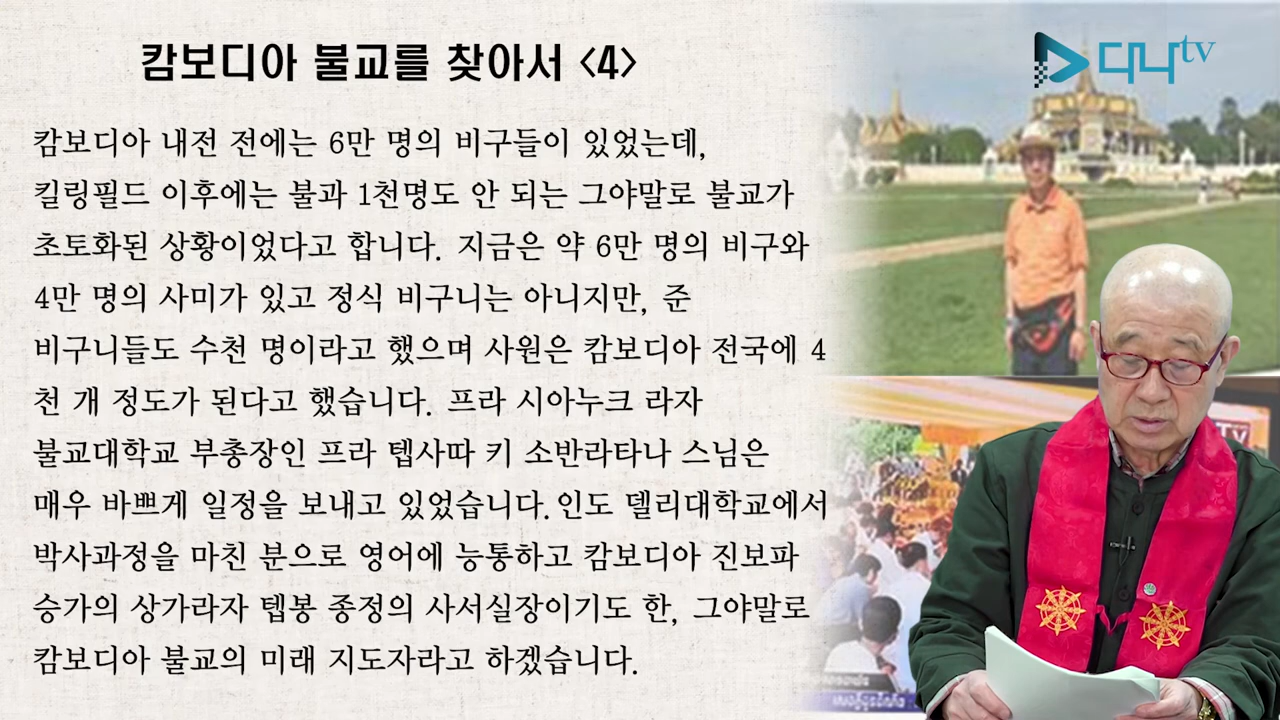 캄보디아 불교를 찾아서 <4>
다나tv
캄보디아 내전 전에는 6만 명의 비구들이 있었는데,
킬링필드 이후에는 불과 1천명도 안 되는 그야말로 불교가
초토화된 상황이었다고 합니다. 지금은 약 6만 명의 비구와
4만 명의 사미가 있고 정식 비구니는 아니지만, 준
비구니들도 수천 명이라고 했으며 사원은 캄보디아 전국에 4
천 개 정도가 된다고 했습니다. 프라 시아누크 라자
불교대학교 부총장인 프라 텝사따 키 소반라타나 스님은
매우 바쁘게 일정을 보내고 있었습니다. 인도 델리대학교에서
박사과정을 마친 분으로 영어에 능통하고 캄보디아 진보파
승가의 상가라자 텝봉 종정의 사서실장이기도 한, 그야말로
캄보디아 불교의 미래 지도자라고 하겠습니다.